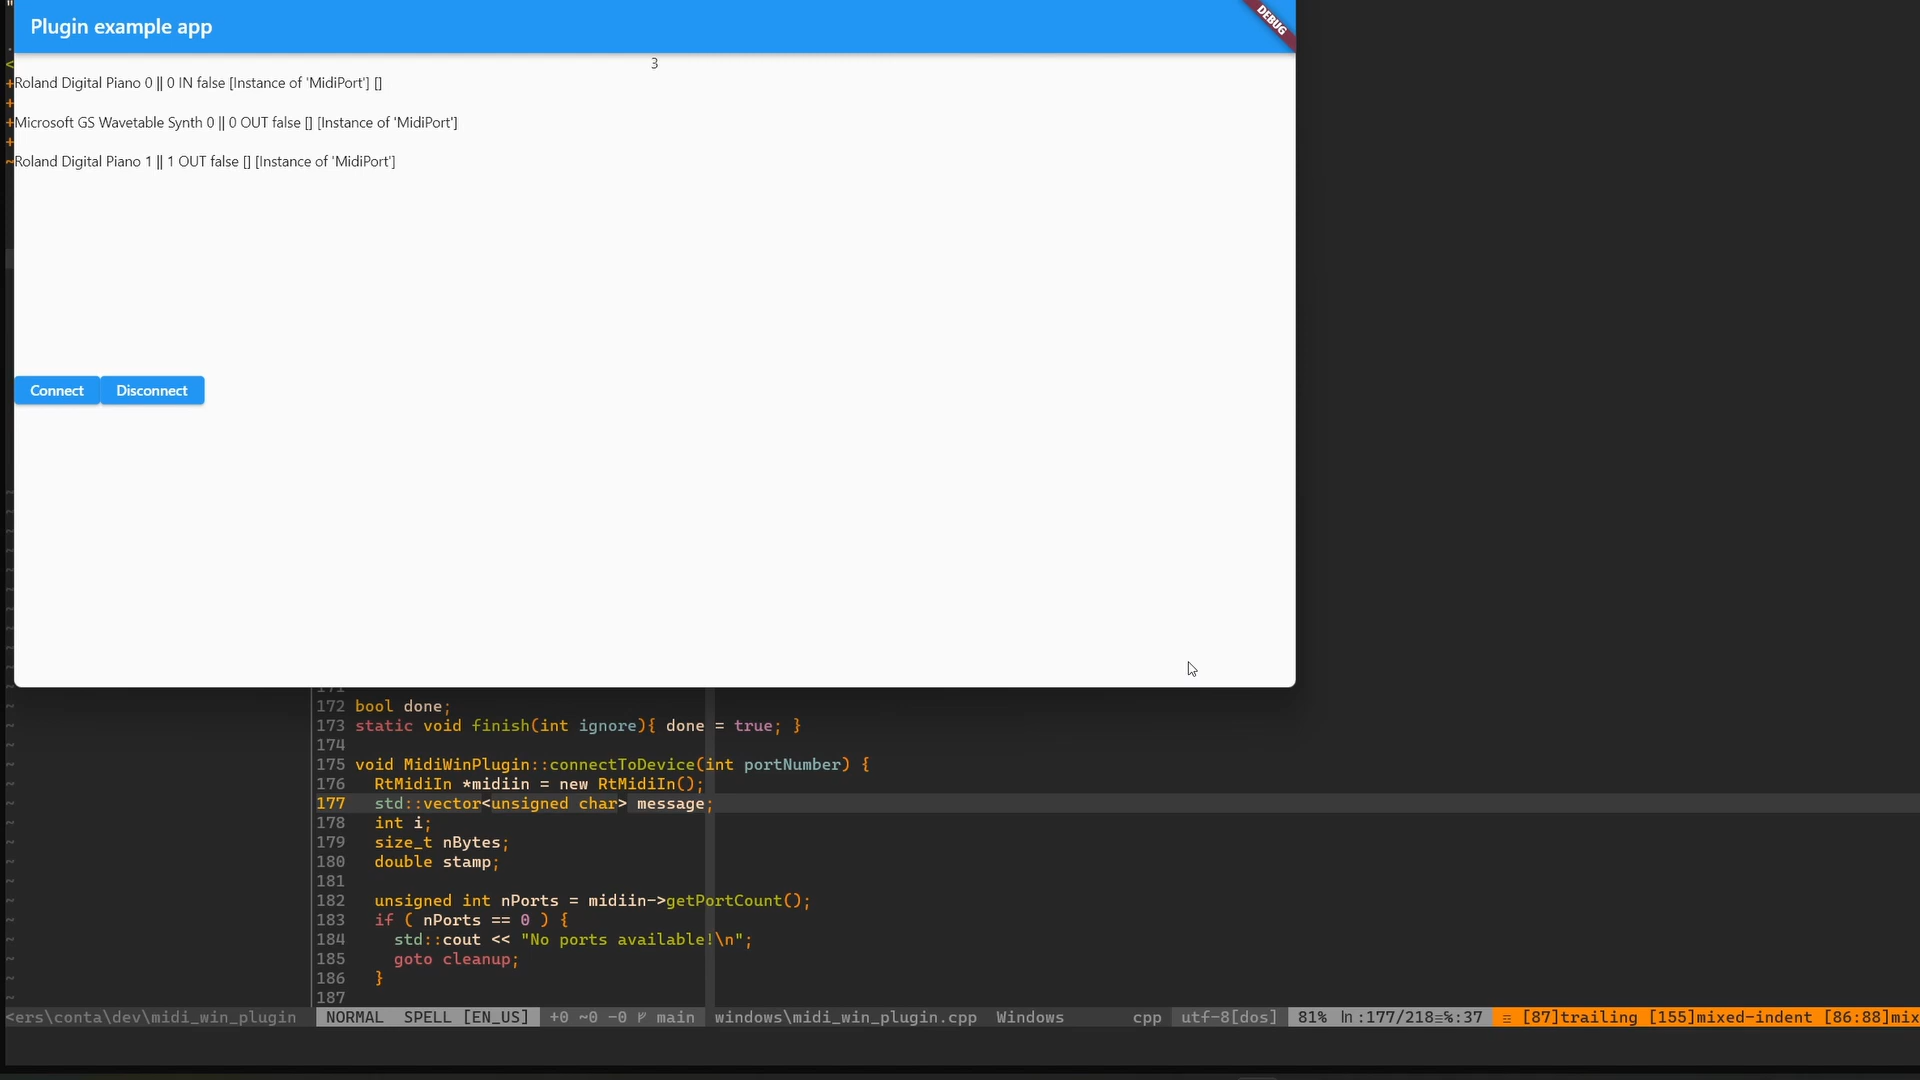 Plugin example app
DEBUG
3
Roland Digital Piano 0 || 0 IN false [Instance of 'MidiPort'] []
Microsoft GS Wavetable Synth 0 || 0 OUT false [] [Instance of 'MidiPort']
Roland Digital Piano 1 || 1 OUT false [] [Instance of 'MidiPort']
Connect Disconnect
171
172 bool done;
173 static void finish(int ignore){ done = true; }
174
175 void MidiWinPlugin::connectToDevice(int portNumber) {
176 RtMidiIn *midiin = new RtMidiIn();
177 std::vector<unsigned char> message;
178 int i;
179 size_t nBytes;
180 double stamp;
181
182 unsigned int nPorts = midiin->getPortCount();
183 if ( nPorts == 0 ) {
184 std::cout << "No ports available!\n";
185 goto cleanup;
186 }
187
<ers\conta\dev\midi_win_plugin NORMAL SPELL [EN_US] +0 ~0 -0 ᚠ main windows\midi_win_plugin.cpp Windows cpp utf-8[dos] 81% ln :177/218≡%:37 ☲ [87]trailing [155]mixed-indent [86:88]mix